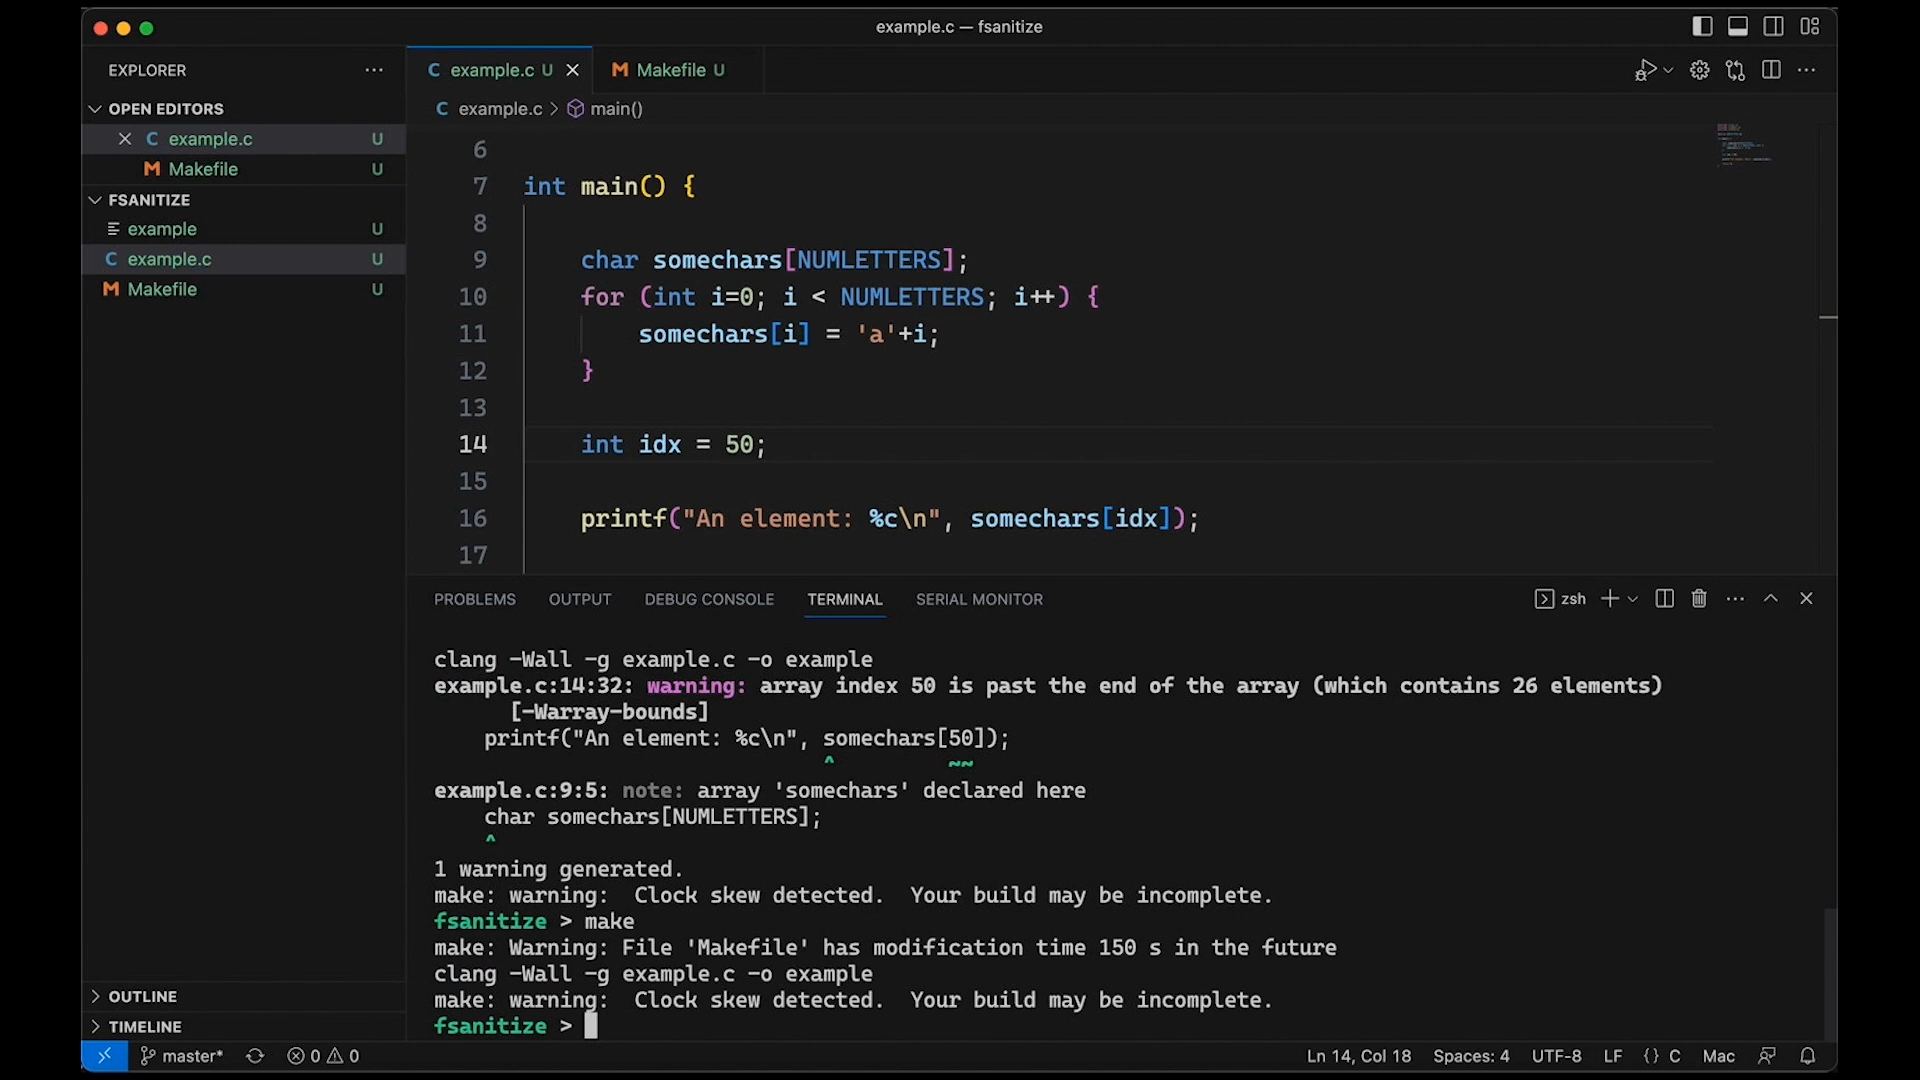 example.c — fsanitize
EXPLORER
OPEN EDITORS
example.c U
Makefile U
FSANITIZE
example U
C example.c U
Makefile U
OUTLINE
TIMELINE
C example.c U
Makefile U
C example.c > main()
6
7 int main() {
8
9 char somechars[NUMLETTERS];
10 for (int i=0; i < NUMLETTERS; i++) {
11 somechars[i] = 'a'+i;
12 }
13
14 int idx = 50;
15
16 printf("An element: %c\n", somechars[idx]);
17
PROBLEMS OUTPUT DEBUG CONSOLE TERMINAL SERIAL MONITOR
zsh
clang -Wall -g example.c -o example
example.c:14:32: warning: array index 50 is past the end of the array (which contains 26 elements)
[-Warray-bounds]
printf("An element: %c\n", somechars[50]);
^ ~~
example.c:9:5: note: array 'somechars' declared here
char somechars[NUMLETTERS];
^
1 warning generated.
make: warning:  Clock skew detected.  Your build may be incomplete.
fsanitize > make
make: Warning: File 'Makefile' has modification time 150 s in the future
clang -Wall -g example.c -o example
make: warning:  Clock skew detected.  Your build may be incomplete.
fsanitize >
master* 0 0 Ln 14, Col 18 Spaces: 4 UTF-8 LF {} C Mac